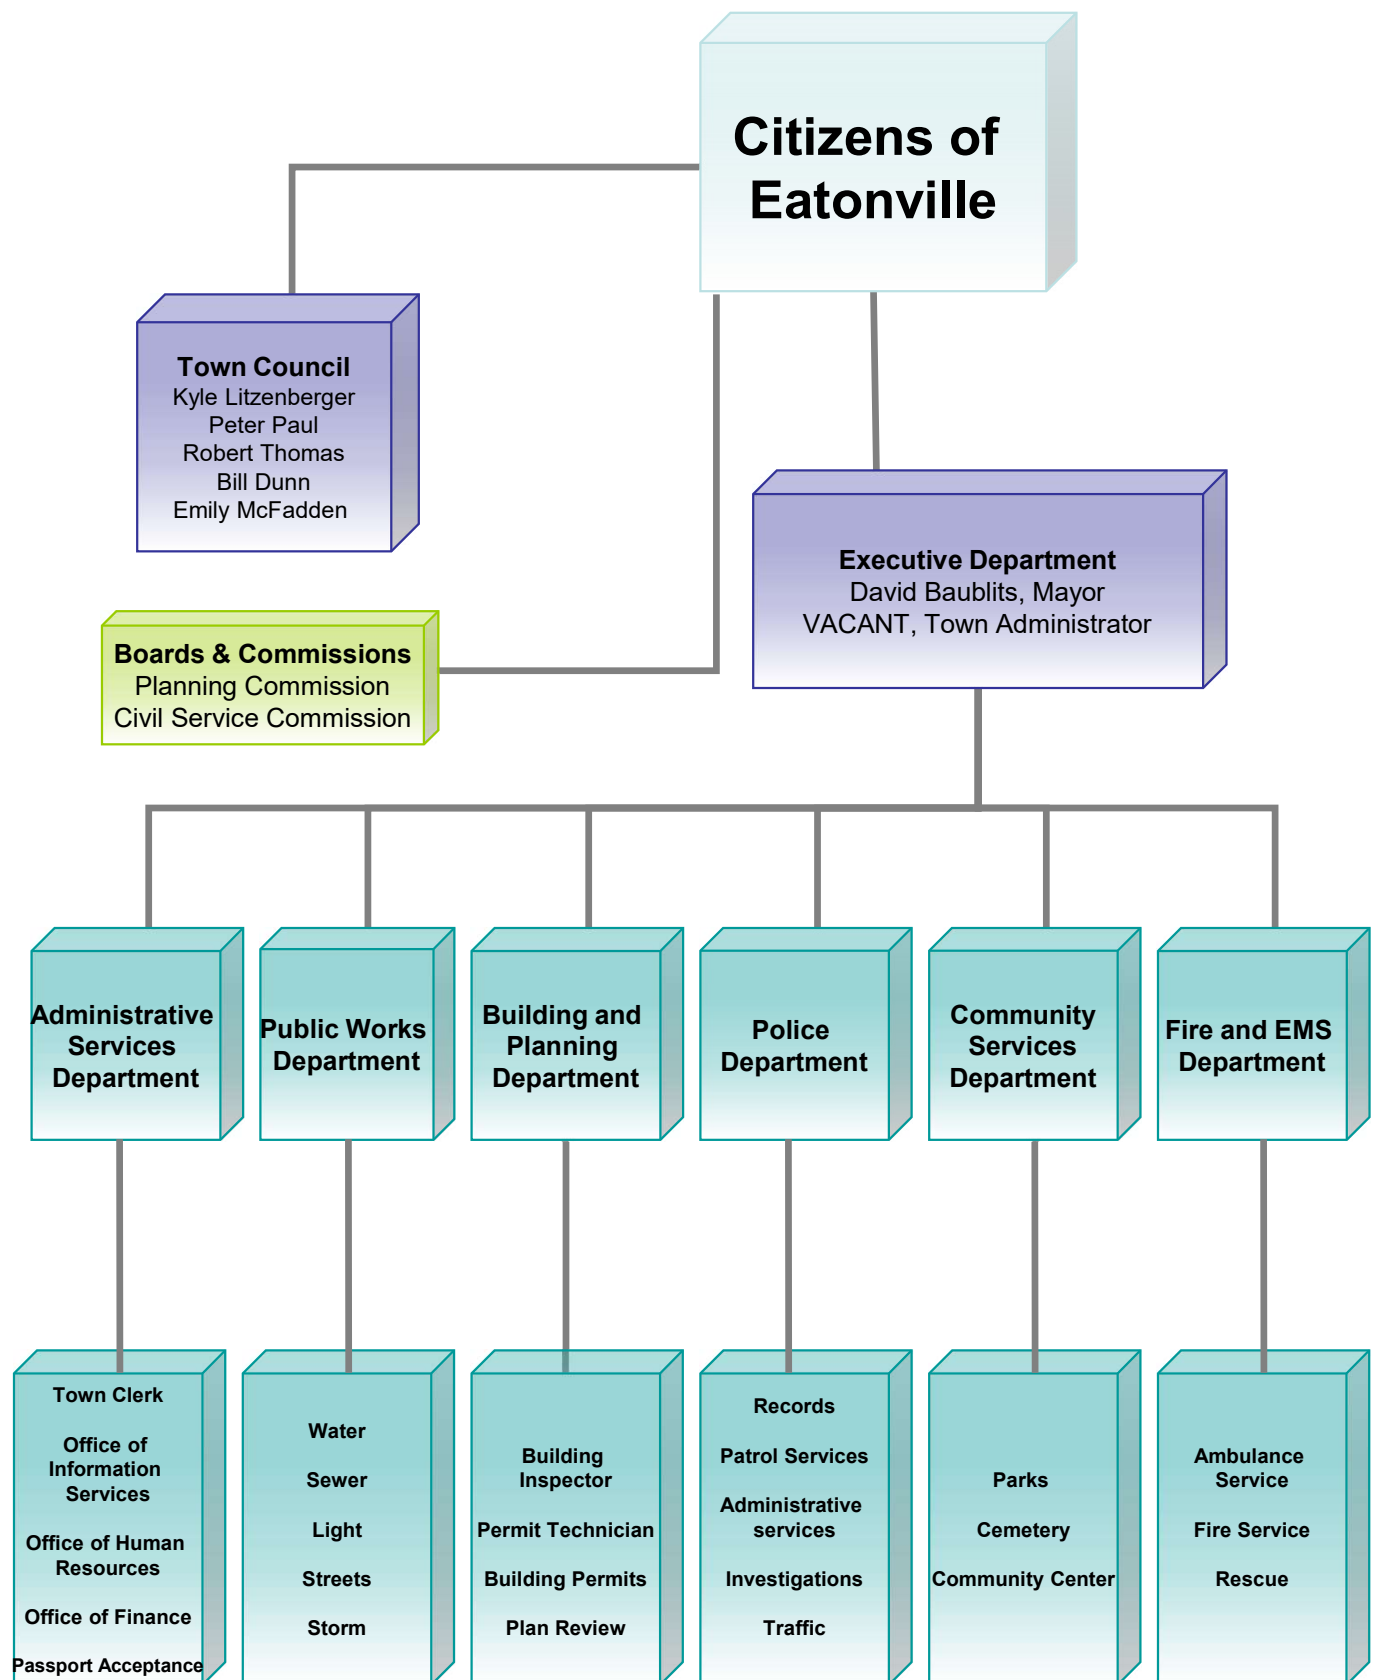 Citizens of
Eatonville
Town Council
Kyle Litzenberger
Peter Paul
Robert Thomas
Bill Dunn
Emily McFadden
Executive Department
David Baublits, Mayor
VACANT, Town Administrator
Boards & Commissions
Planning Commission
Civil Service Commission
Administrative
Services
Department
Public Works
Department
Building and
Planning
Department
Police
Department
Community
Services
Department
Fire and EMS
Department
Town Clerk
Office of
Information
Services
Office of Human
Resources
Office of Finance
Passport Acceptance
Water
Sewer
Light
Streets
Storm
Building
Inspector
Permit Technician
Building Permits
Plan Review
Records
Patrol Services
Administrative
services
Investigations
Traffic
Parks
Cemetery
Community Center
Ambulance
Service
Fire Service
Rescue